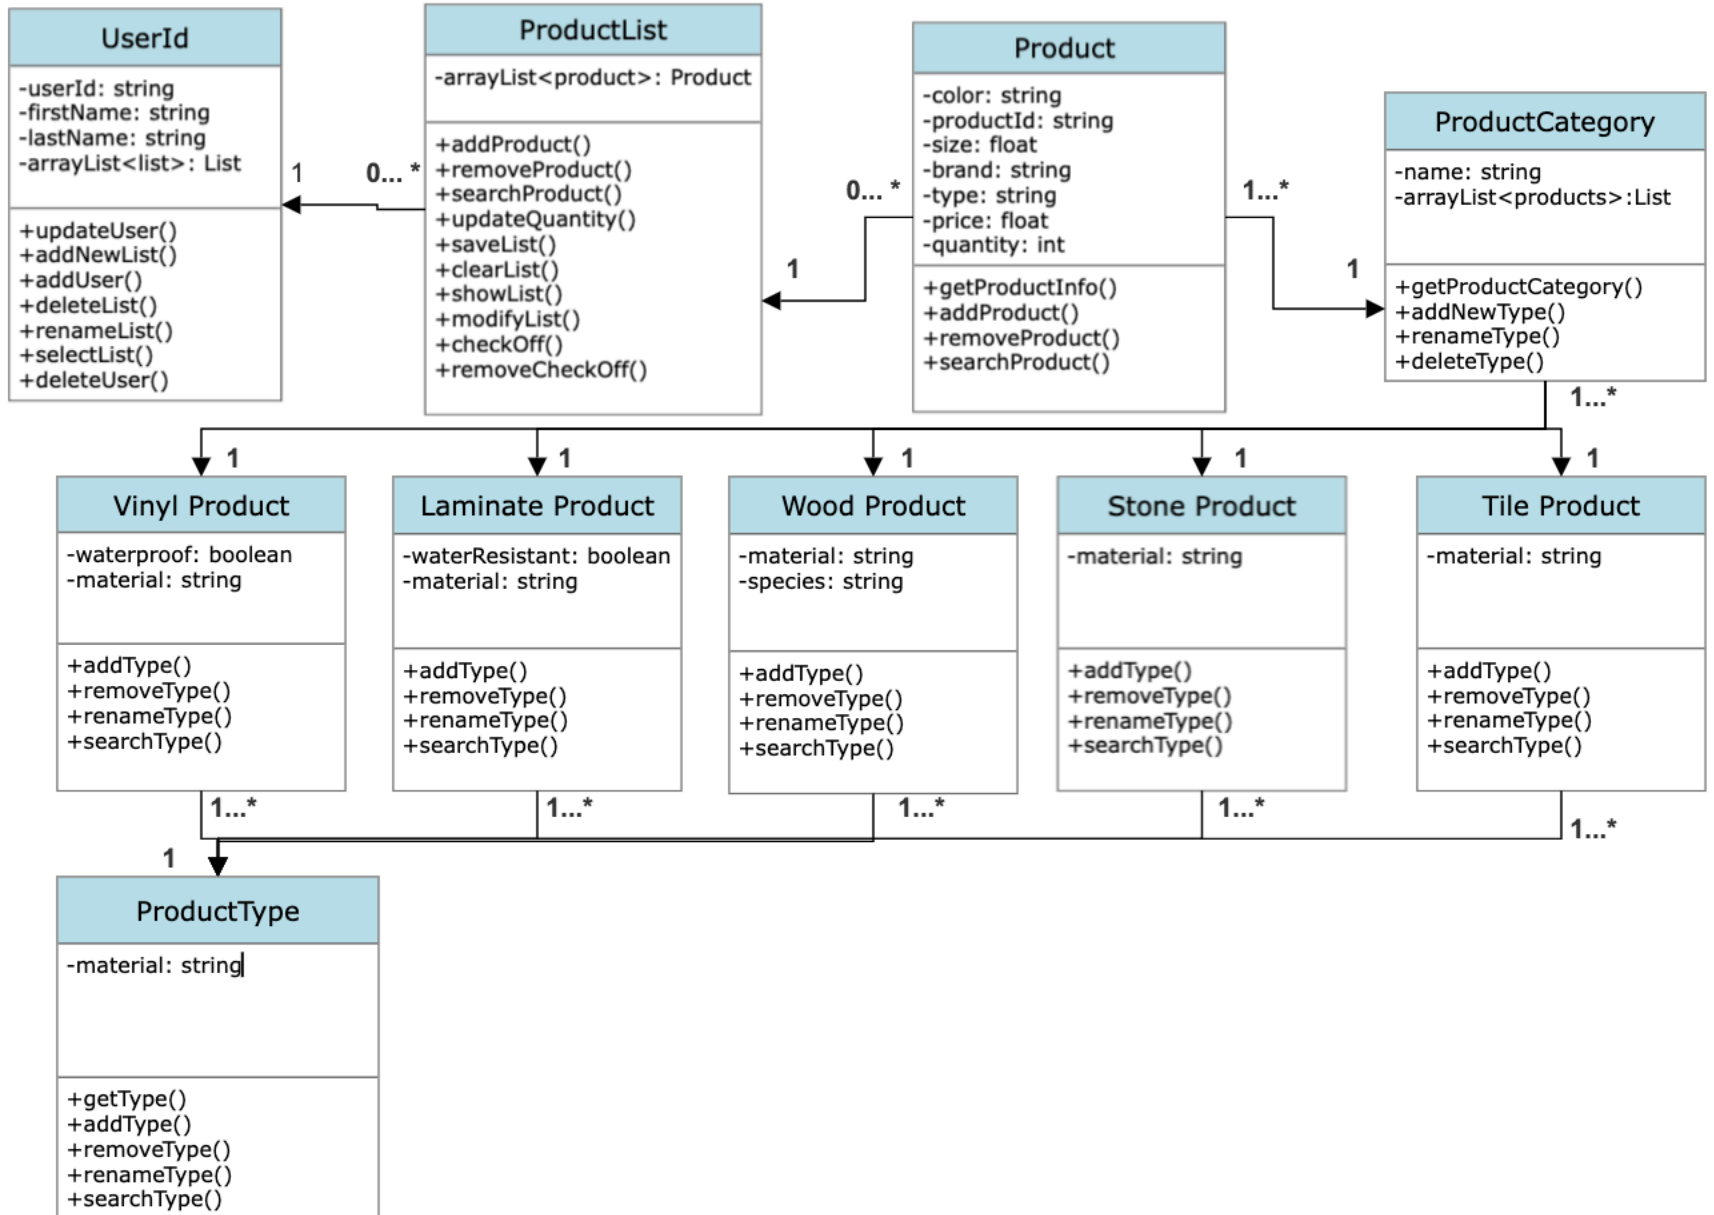 UserId
-userId: string
-firstName: string
-lastName: string
-arrayList<list>: List
+updateUser()
+addNewList()
+addUser()
+deleteList()
+renameList()
+selectList()
+deleteUser()
1
0... *
ProductList
-arrayList<product>: Product
+addProduct()
+removeProduct()
+searchProduct()
+updateQuantity()
+saveList()
+clearList()
+showList()
+modifyList()
+checkOff()
+removeCheckOff()
1
0... *
Product
-color: string
-productId: string
-size: float
-brand: string
-type: string
-price: float
-quantity: int
+getProductInfo()
+addProduct()
+removeProduct()
+searchProduct()
1...*
1
ProductCategory
-name: string
-arrayList<products>:List
+getProductCategory()
+addNewType()
+renameType()
+deleteType()
1...*
1
1
1
1
1
Vinyl Product
-waterproof: boolean
-material: string
+addType()
+removeType()
+renameType()
+searchType()
1...*
Laminate Product
-waterResistant: boolean
-material: string
+addType()
+removeType()
+renameType()
+searchType()
1...*
Wood Product
-material: string
-species: string
+addType()
+removeType()
+renameType()
+searchType()
1...*
Stone Product
-material: string
+addType()
+removeType()
+renameType()
+searchType()
1...*
Tile Product
-material: string
+addType()
+removeType()
+renameType()
+searchType()
1...*
1
ProductType
-material: string
+getType()
+addType()
+removeType()
+renameType()
+searchType()